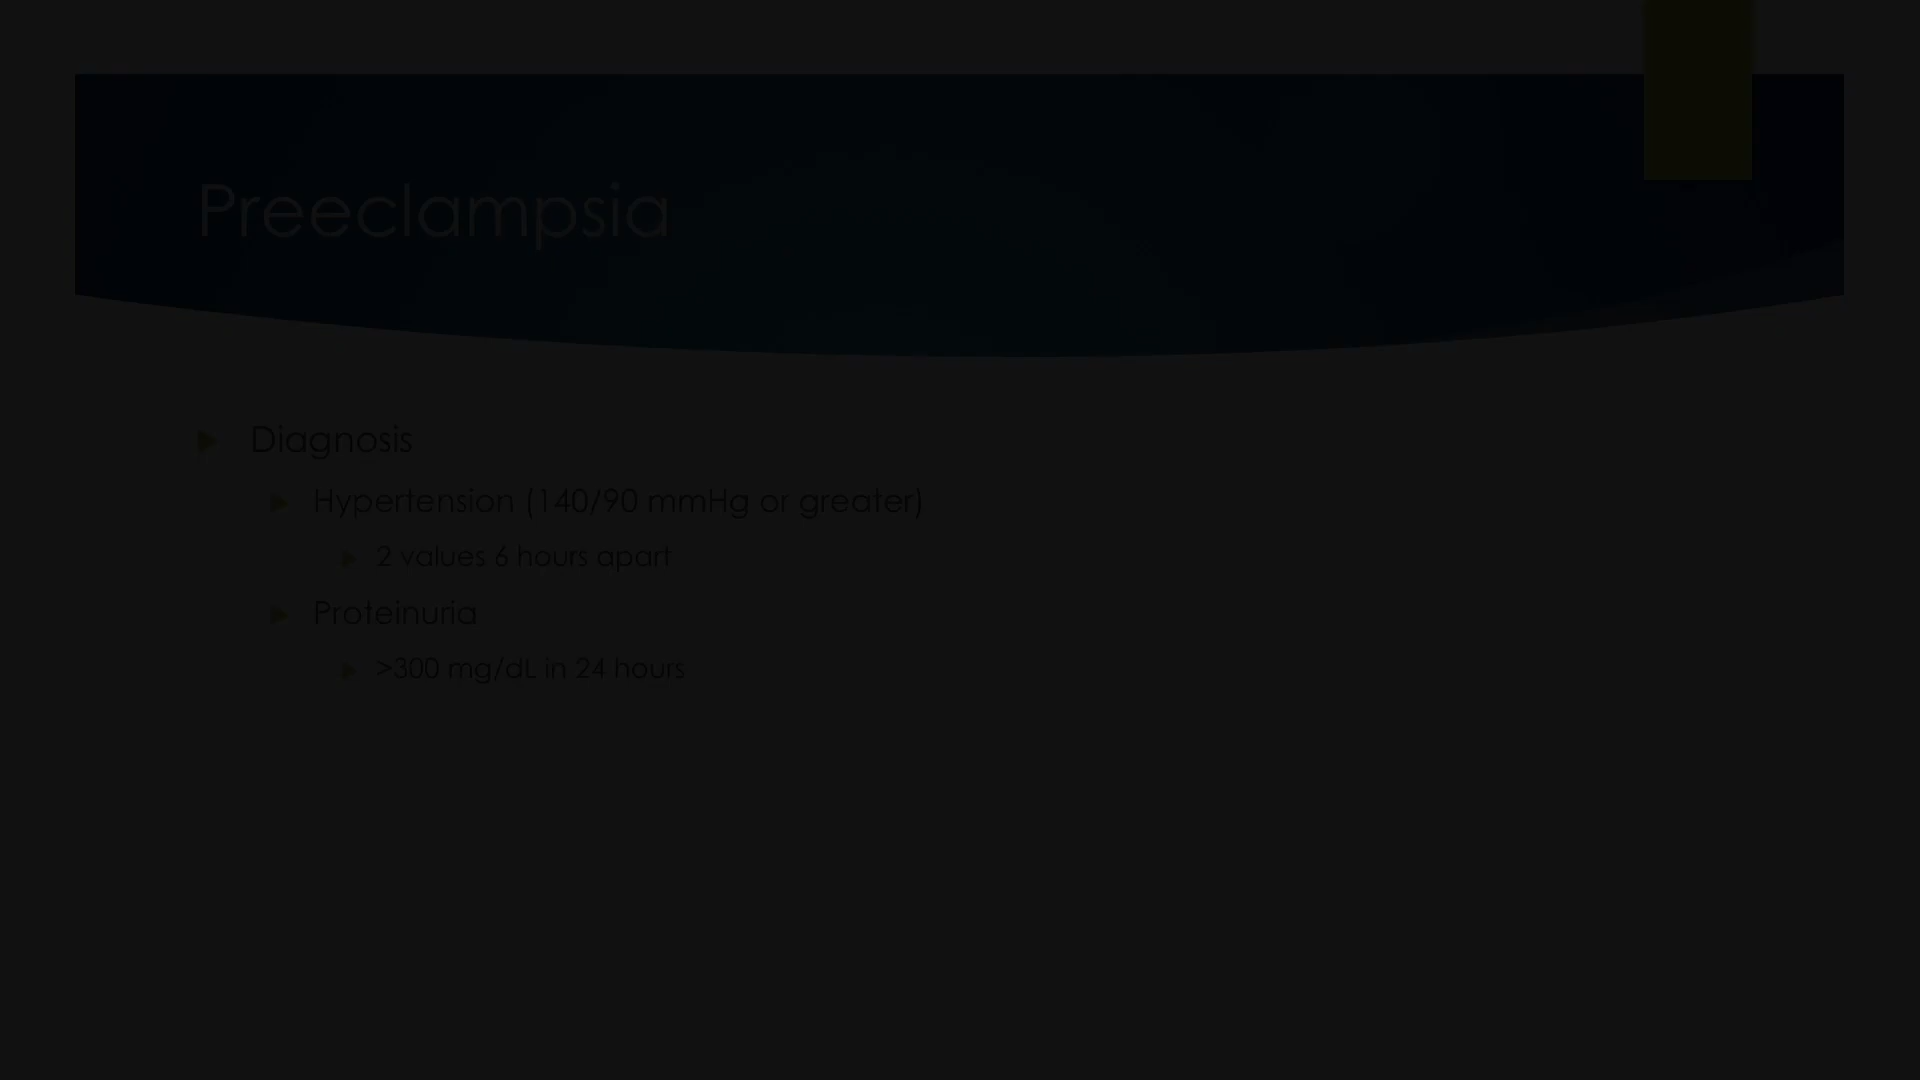 Preeclampsia
Diagnosis
Hypertension (140/90 mmHg or greater)
2 values 6 hours apart
Proteinuria
>300 mg/dL in 24 hours